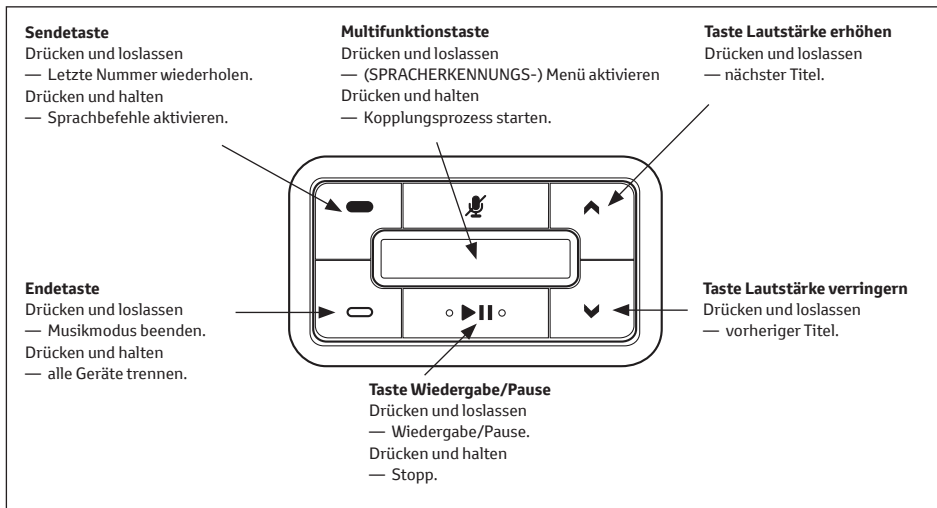 Sendetaste
Drücken und loslassen
— Letzte Nummer wiederholen.
Drücken und halten
— Sprachbefehle aktivieren.
Multifunktionstaste
Drücken und loslassen
— (SPRACHERKENNUNGS-) Menü aktivieren
Drücken und halten
— Kopplungsprozess starten.
Taste Lautstärke erhöhen
Drücken und loslassen
— nächster Titel.
Endetaste
Drücken und loslassen
— Musikmodus beenden.
Drücken und halten
— alle Geräte trennen.
Taste Lautstärke verringern
Drücken und loslassen
— vorheriger Titel.
Taste Wiedergabe/Pause
Drücken und loslassen
— Wiedergabe/Pause.
Drücken und halten
— Stopp.